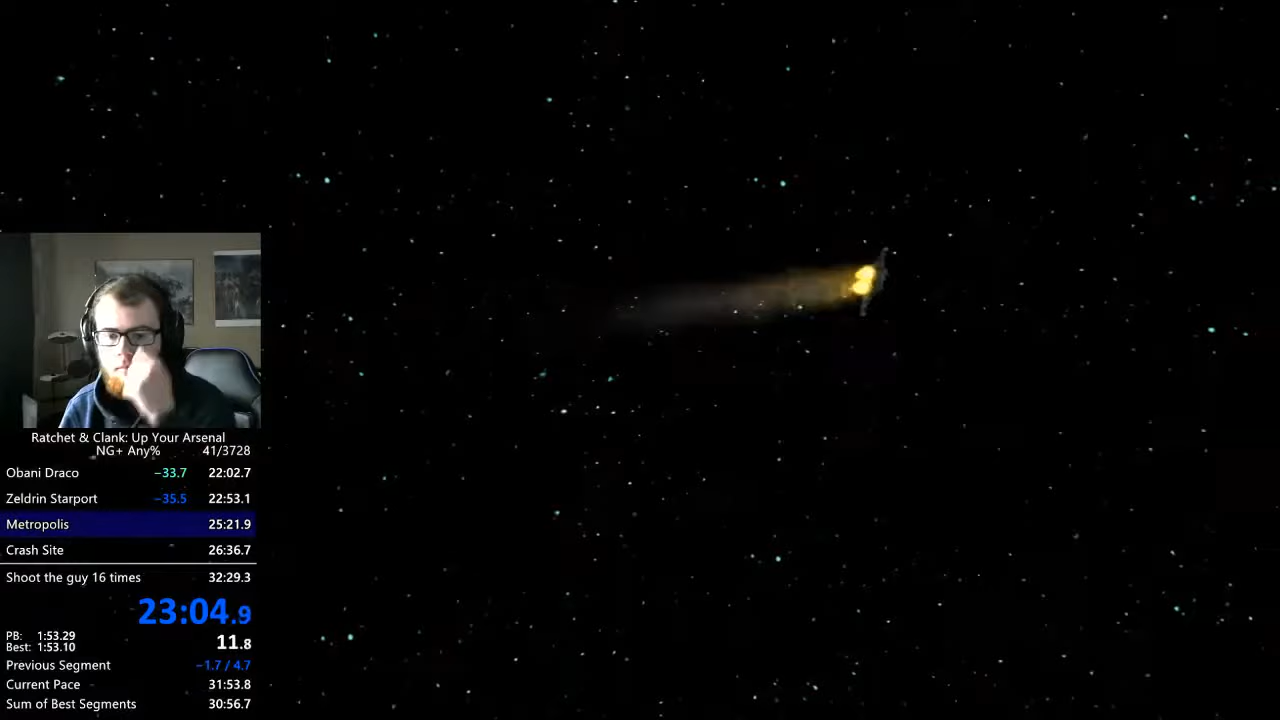 Ratchet & Clank: Up Your Arsenal
NG+ Any% 41/3728
Obani Draco −33.7 22:02.7
Zeldrin Starport −35.5 22:53.1
Metropolis 25:21.9
Crash Site - 26:36.7
Shoot the guy 16 times 32:29.3
23:04.9
PB: 1:53.29 11.8
Best: 1:53.10
Previous Segment −1.7 / 4.7
Current Pace 31:53.8
Sum of Best Segments 30:56.7